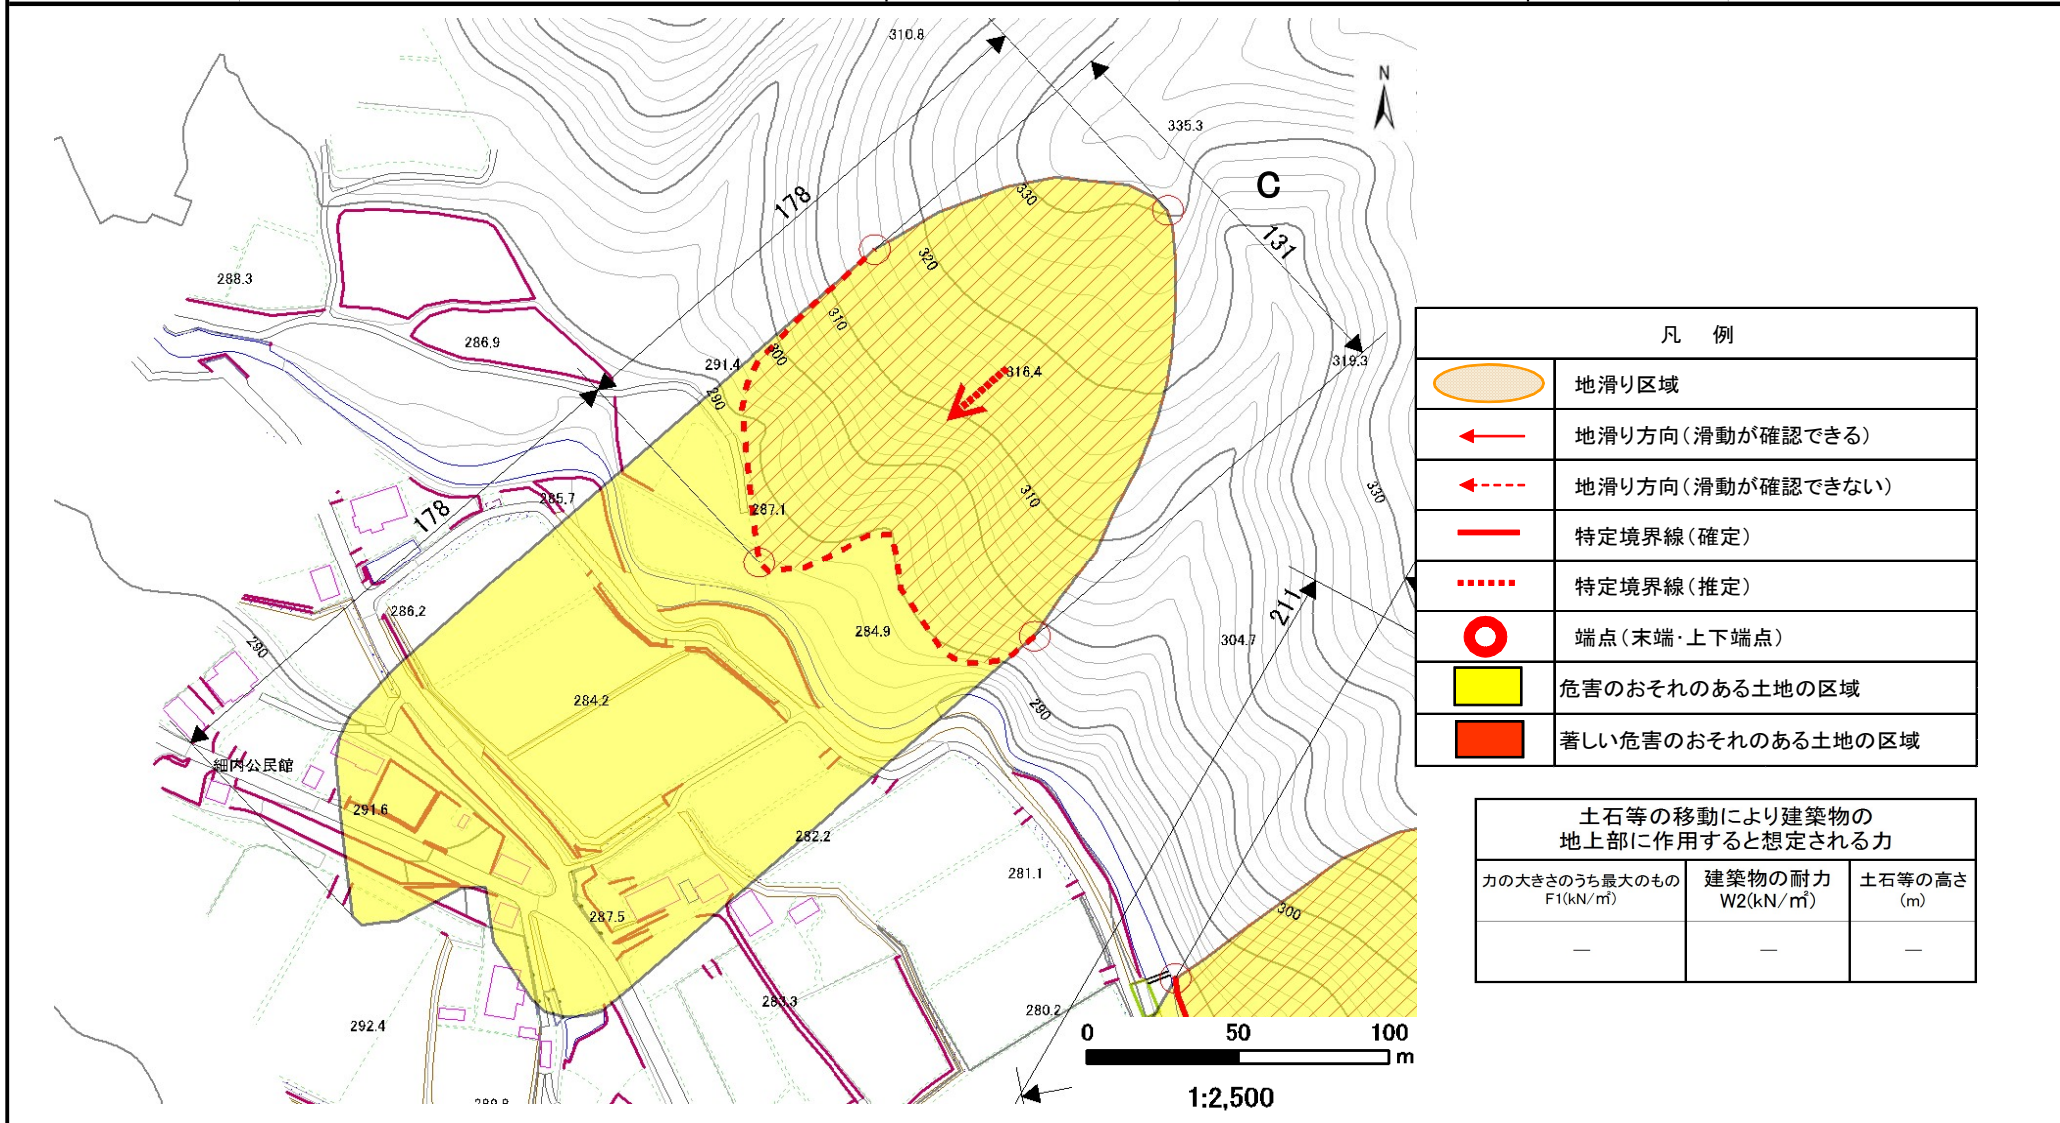 310.8
N
335.3
C
178
330
131
320
288.3
310
286.9
300
291.4
319.3
316.4
290
330
310
285.7
287.1
178
286.2
211
284.9
304.7
290
284.2
290
細内公民館
291.6
282.2
281.1
287.5
300
283.3
280.2
292.4
0 50 100
m
1:2,500
凡 例
地滑り区域
地滑り方向(滑動が確認できる)
地滑り方向(滑動が確認できない)
特定境界線(確定)
特定境界線(推定)
端点(末端・上下端点)
危害のおそれのある土地の区域
著しい危害のおそれのある土地の区域
土石等の移動により建築物の
地上部に作用すると想定される力
力の大きさのうち最大のもの
F1(kN/㎡)
建築物の耐力
W2(kN/㎡)
土石等の高さ
(m)
— — —